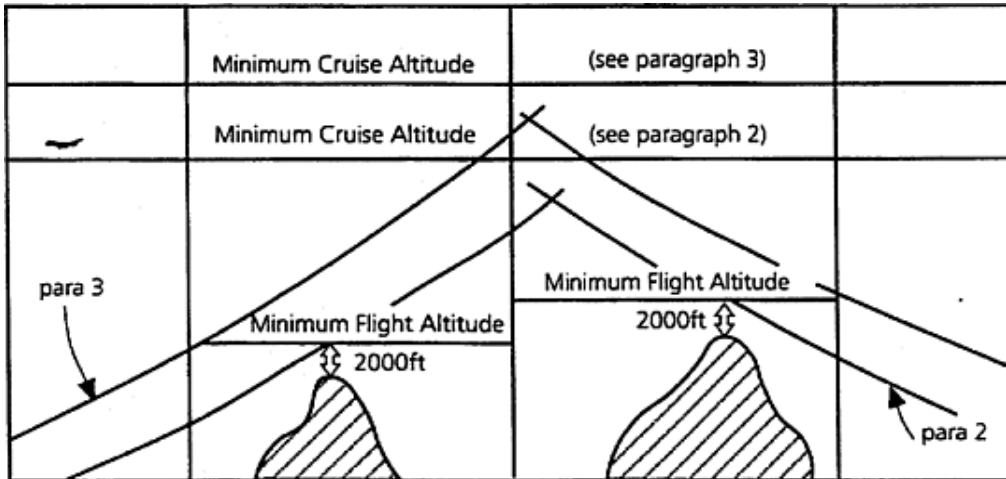 Minimum Cruise Altitude (see paragraph 3)
Minimum Cruise Altitude (see paragraph 2)
para 3
Minimum Flight Altitude
2000ft
Minimum Flight Altitude
2000ft
para 2